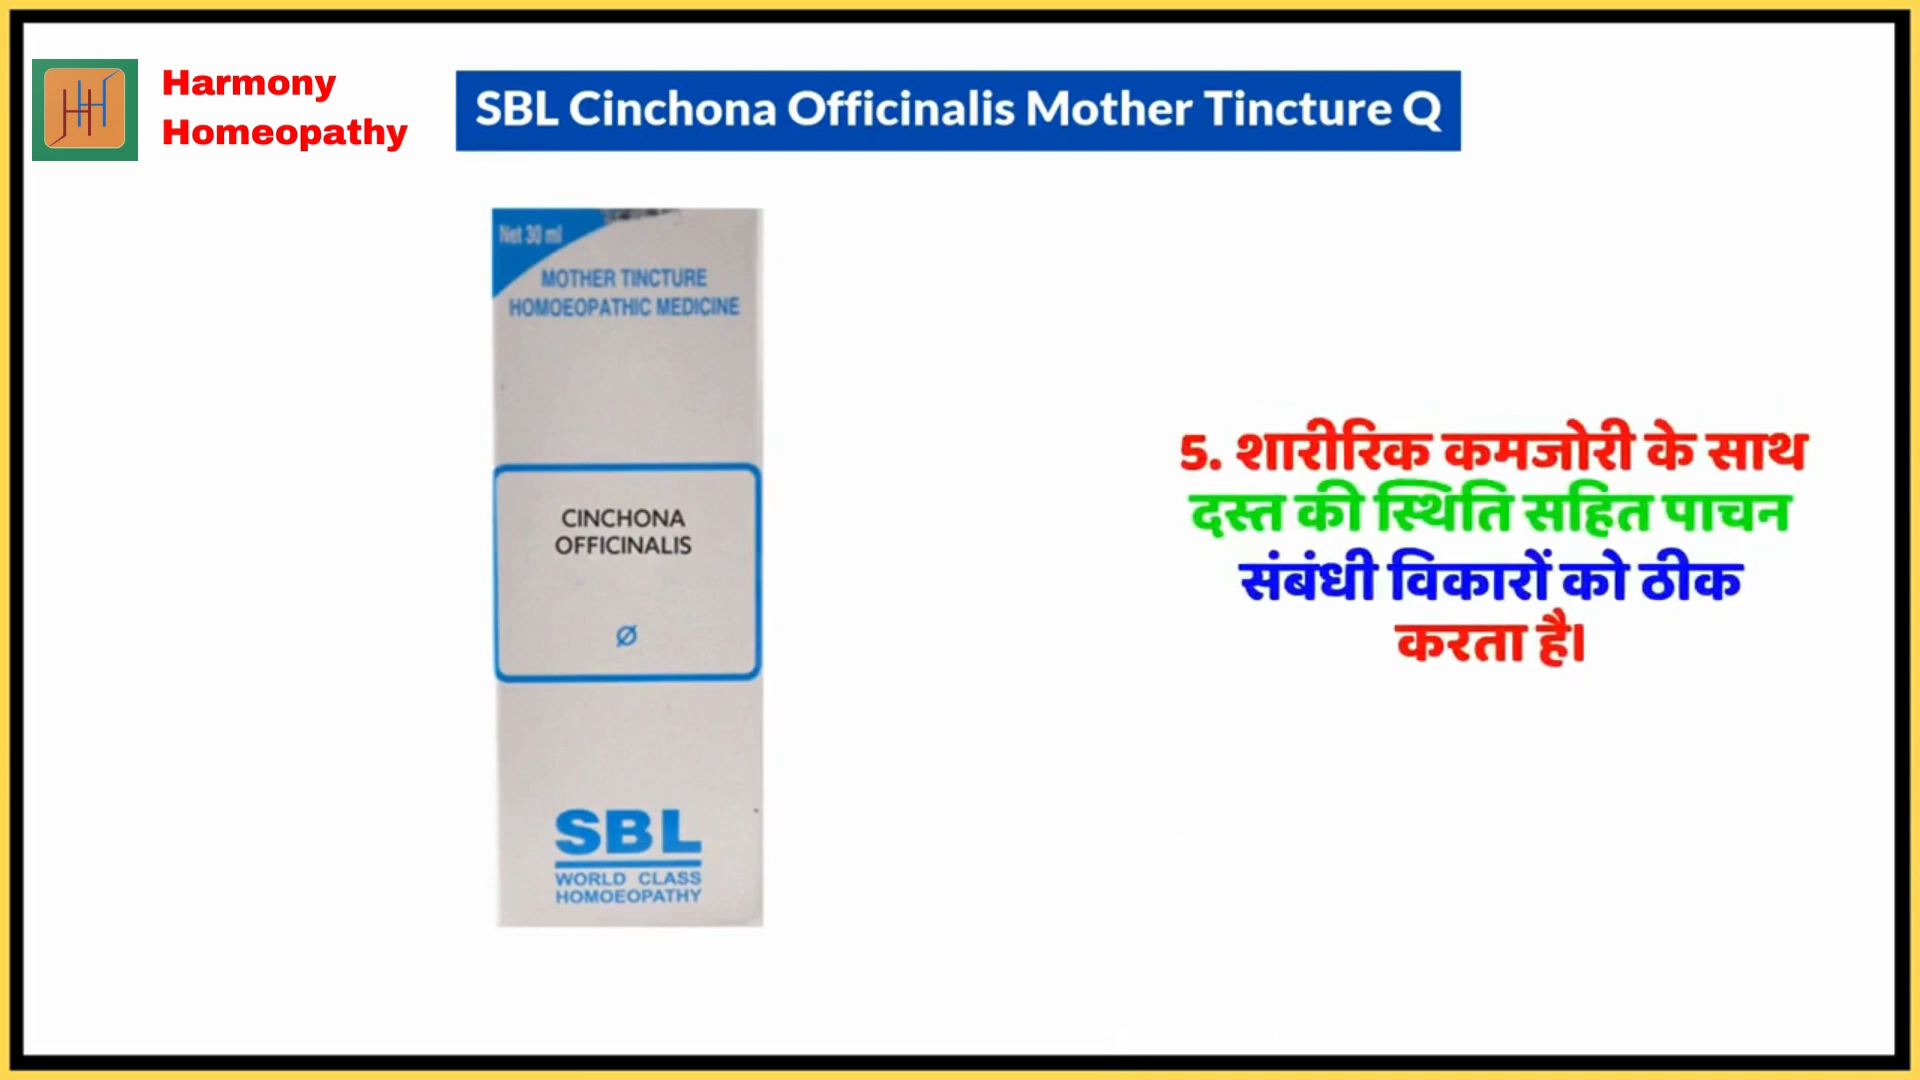 Harmony
Homeopathy
SBL Cinchona Officinalis Mother Tincture Q
Net 30 ml
MOTHER TINCTURE
HOMOEOPATHIC MEDICINE
CINCHONA
OFFICINALIS
Ø
SBL
WORLD CLASS
HOMOEOPATHY
5. शारीरिक कमजोरी के साथ
दस्त की स्थिति सहित पाचन
संबंधी विकारों को ठीक
करता है।